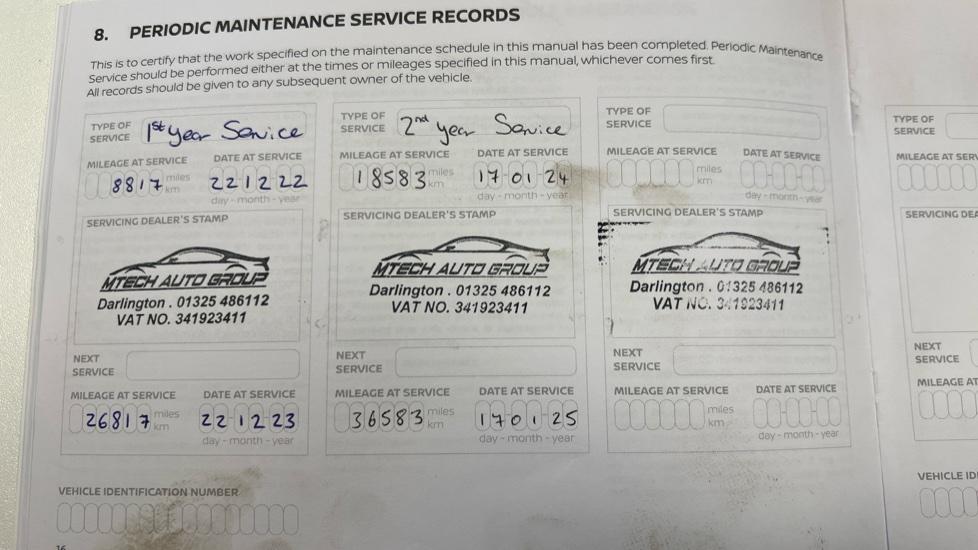 8. PERIODIC MAINTENANCE SERVICE RECORDS
This is to certify that the work specified on the maintenance schedule in this manual has been completed. Periodic Maintenance
Service should be performed either at the times or mileages specified in this manual, whichever comes first.
All records should be given to any subsequent owner of the vehicle.
TYPE OF SERVICE 1st year Service
MILEAGE AT SERVICE DATE AT SERVICE
8817 miles km 22 12 22
day - month - year
SERVICING DEALER'S STAMP
MTECH AUTO GROUP
Darlington . 01325 486112
VAT NO. 341923411
NEXT SERVICE
MILEAGE AT SERVICE DATE AT SERVICE
26817 miles km 22 12 23
day - month - year
TYPE OF SERVICE 2nd year Service
MILEAGE AT SERVICE DATE AT SERVICE
18583 miles km 17-01-24
day - month - year
SERVICING DEALER'S STAMP
MTECH AUTO GROUP
Darlington . 01325 486112
VAT NO. 341923411
NEXT SERVICE
MILEAGE AT SERVICE DATE AT SERVICE
36583 miles km 17 01 25
day - month - year
TYPE OF SERVICE
MILEAGE AT SERVICE DATE AT SERVICE
miles km
day - month - year
SERVICING DEALER'S STAMP
MTECH AUTO GROUP
Darlington . 01325 486112
VAT NO. 341923411
NEXT SERVICE
MILEAGE AT SERVICE DATE AT SERVICE
miles km
day - month - year
VEHICLE IDENTIFICATION NUMBER
16
TYPE OF SERVICE
MILEAGE AT SER
SERVICING DEA
NEXT SERVICE
MILEAGE AT
VEHICLE ID